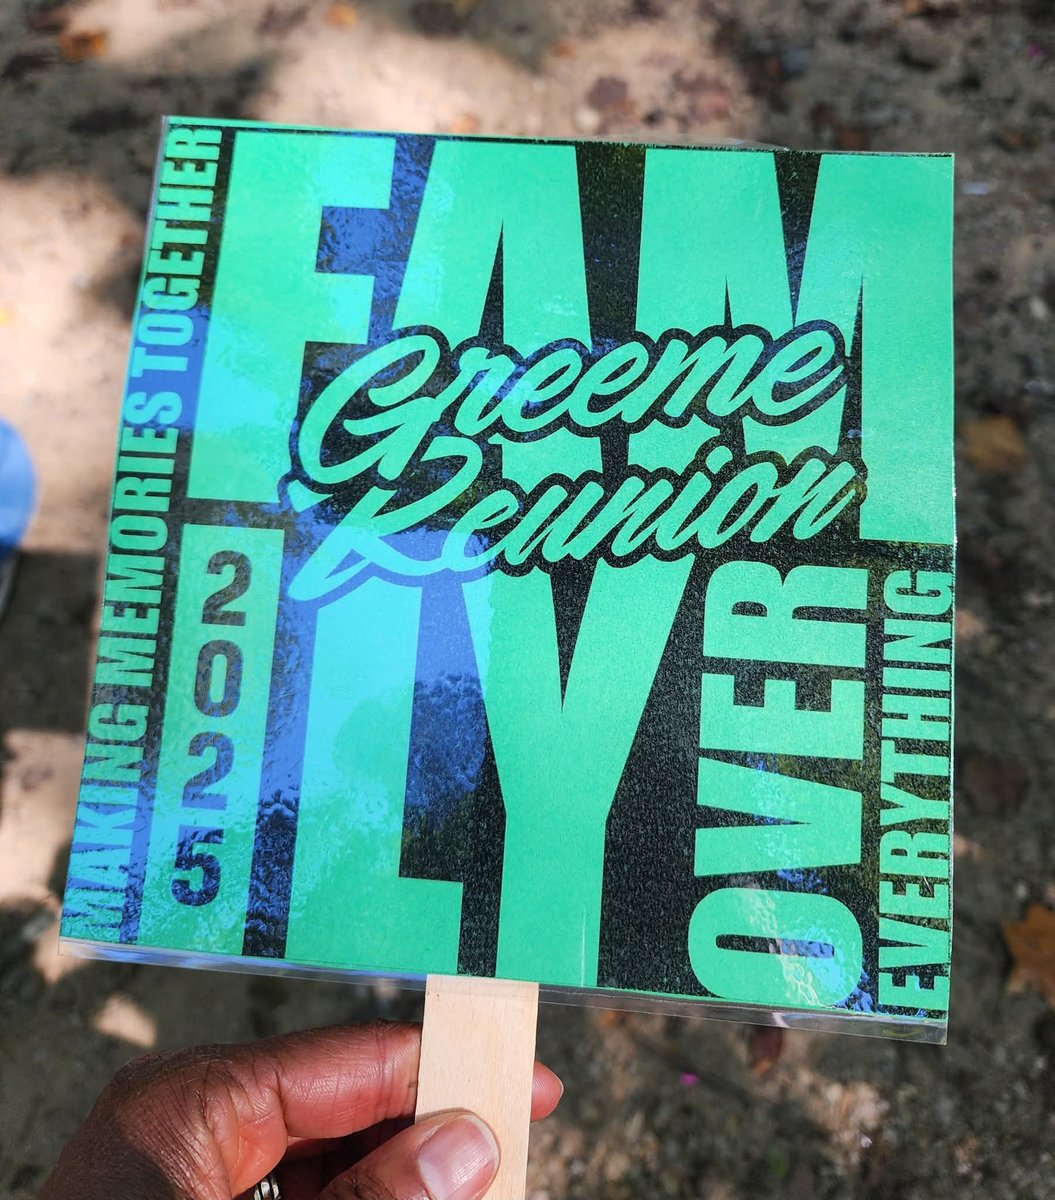 MAKING MEMORIES TOGETHER
FAM
Greeme
Reunion
2025
ILY
OVER
EVERYTHING